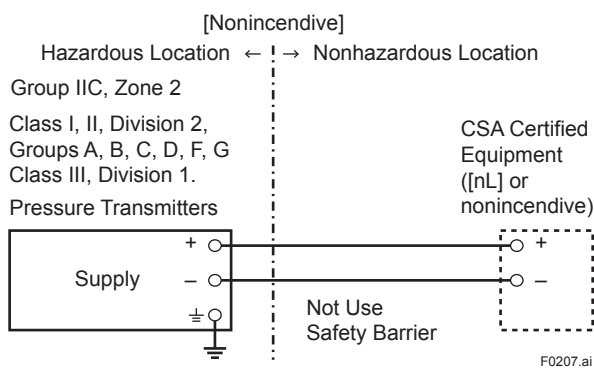 [Nonincendive]
Hazardous Location ← → Nonhazardous Location
Group IIC, Zone 2
Class I, II, Division 2,
Groups A, B, C, D, F, G
Class III, Division 1.
Pressure Transmitters
CSA Certified
Equipment
([nL] or
nonincendive)
+
+
Supply
–
–
Not Use
Safety Barrier
F0207.ai